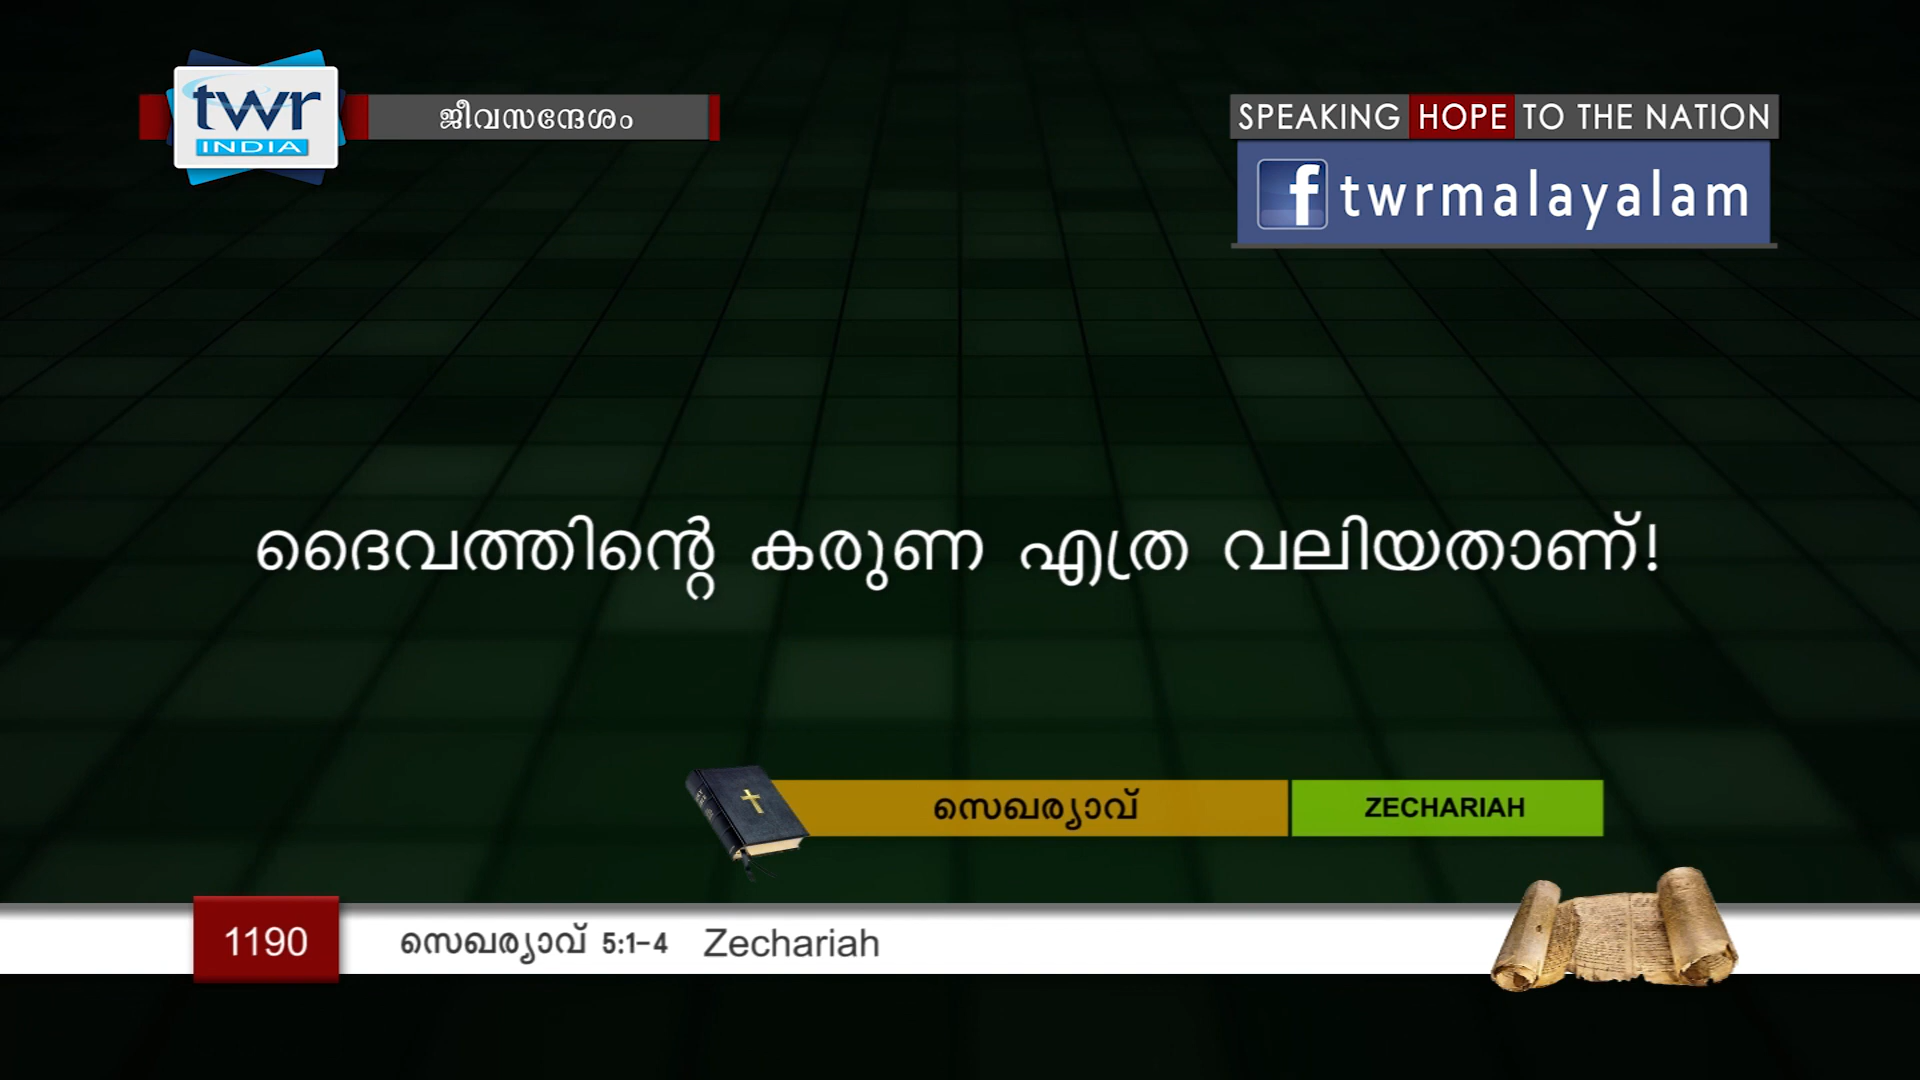 twr
INDIA
ജീവസന്ദേശം
SPEAKING HOPE TO THE NATION
twrmalayalam
ദൈവത്തിന്റെ കരുണ എത്ര വലിയതാണ്!
സെഖര്യാവ്
ZECHARIAH
1190
സെഖര്യാവ് 5:1-4 Zechariah